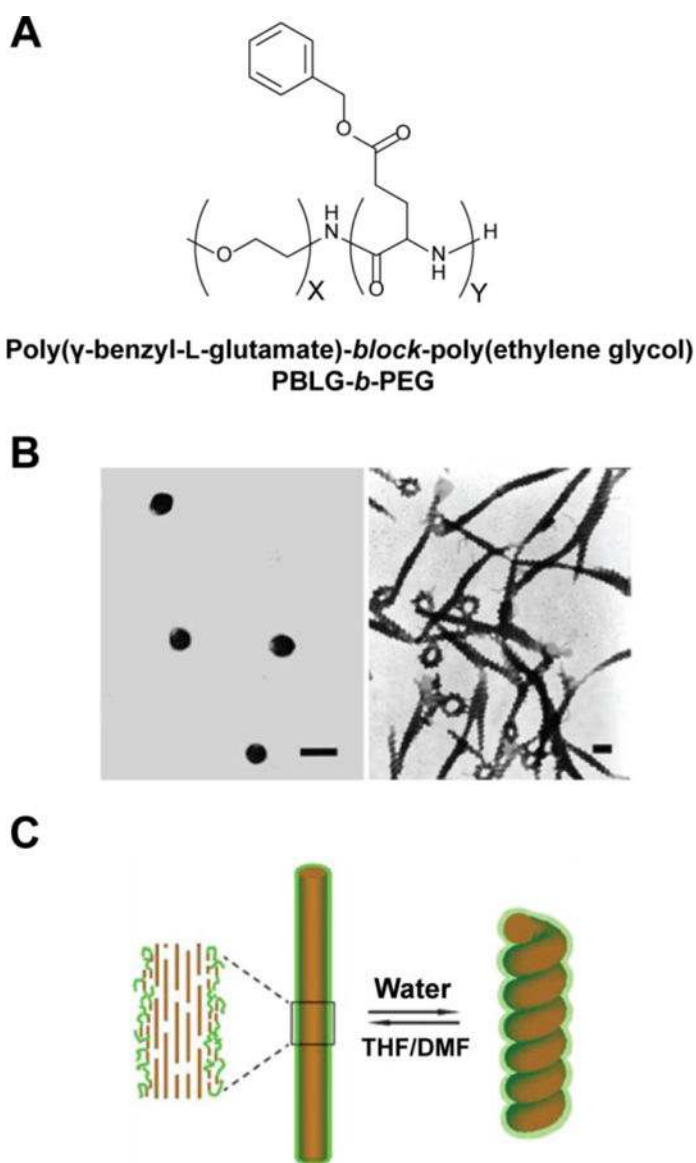 A
O
O
H
N
O
N
H
H
X
Y
Poly(γ-benzyl-L-glutamate)-block-poly(ethylene glycol)
PBLG-b-PEG
B
C
Water
THF/DMF